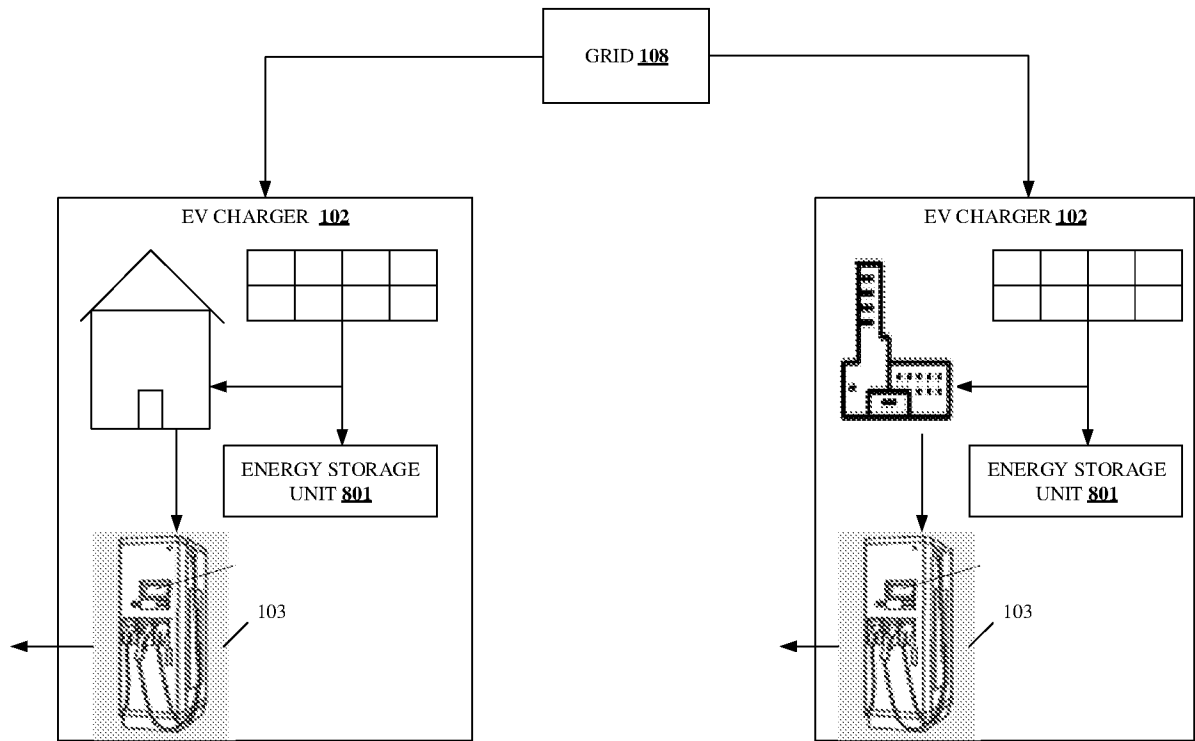 GRID 108
EV CHARGER 102
ENERGY STORAGE
UNIT 801
103
EV CHARGER 102
ENERGY STORAGE
UNIT 801
103